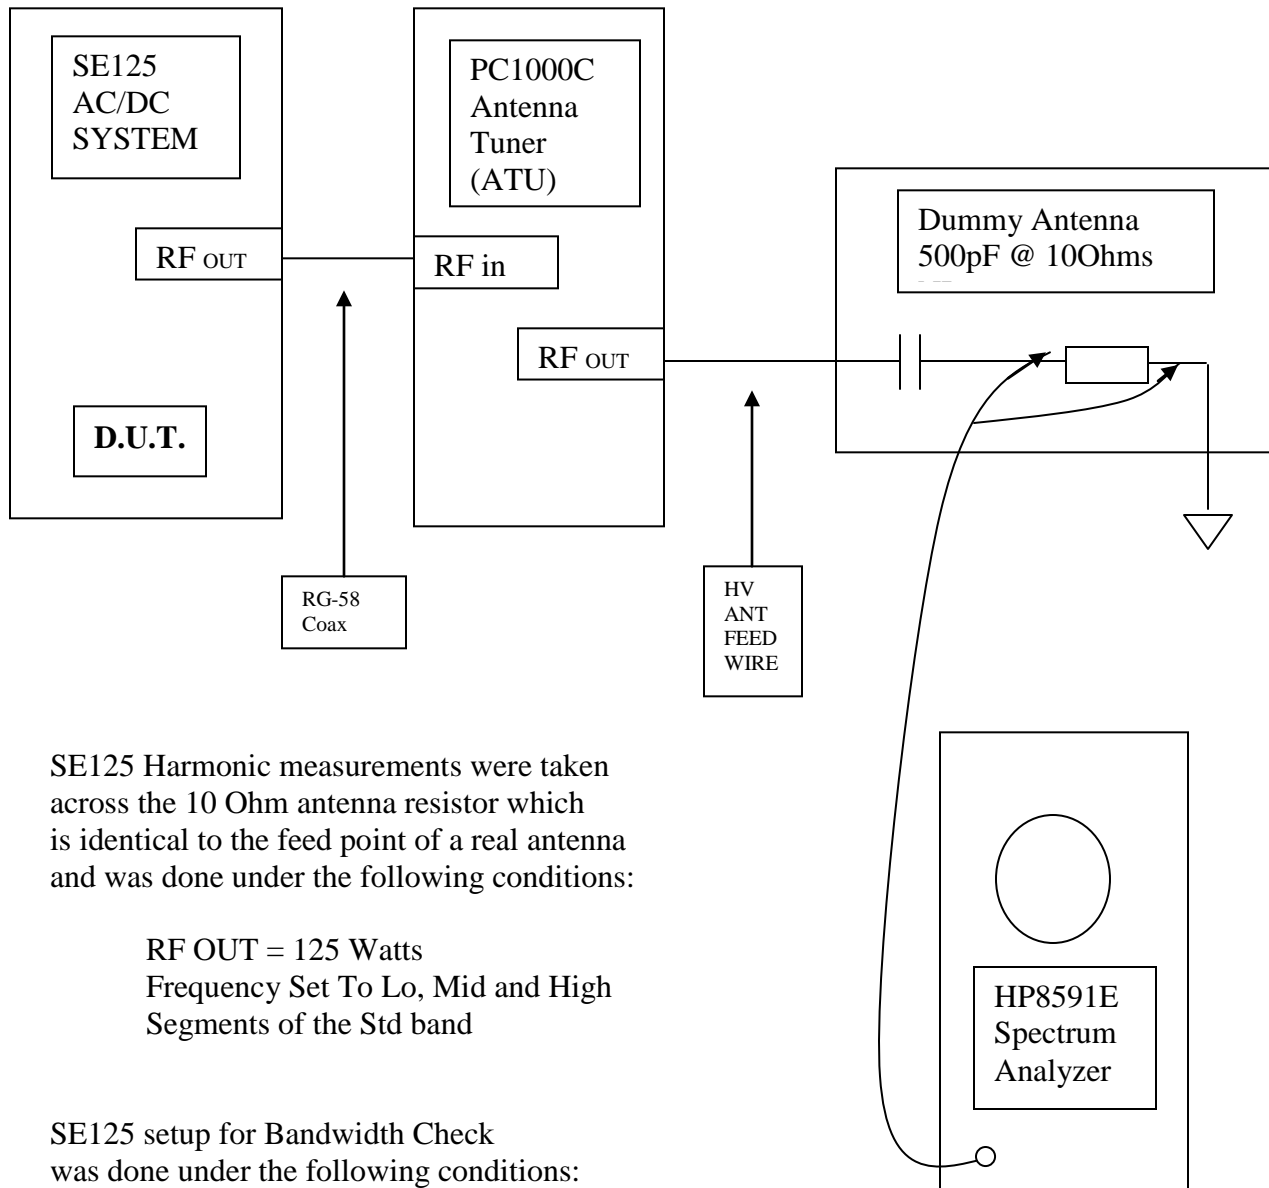 SE125
AC/DC
SYSTEM
RF OUT
D.U.T.
PC1000C
Antenna
Tuner
(ATU)
RF in
RF OUT
Dummy Antenna
500pF @ 10Ohms
RG-58
Coax
HV
ANT
FEED
WIRE
SE125 Harmonic measurements were taken
across the 10 Ohm antenna resistor which
is identical to the feed point of a real antenna
and was done under the following conditions:
RF OUT = 125 Watts
Frequency Set To Lo, Mid and High
Segments of the Std band
HP8591E
Spectrum
Analyzer
SE125 setup for Bandwidth Check
was done under the following conditions: